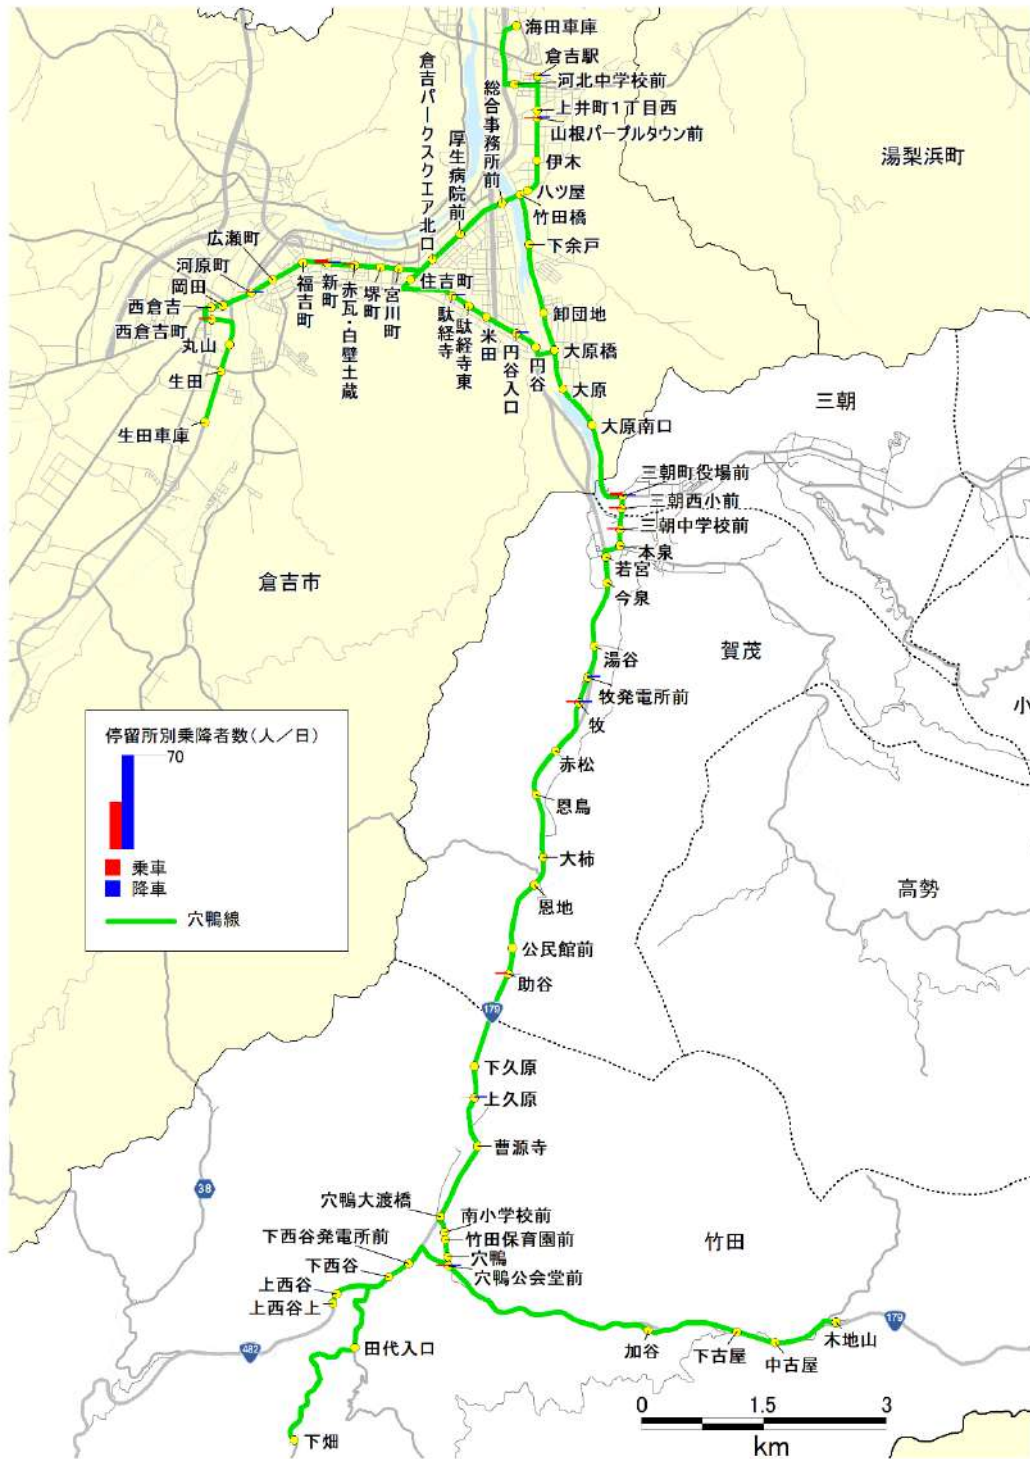 海田車庫
倉吉駅
河北中学校前
上井町1丁目西
山根パープルタウン前
伊木
八ツ屋
竹田橋
総合事務所前
厚生病院前
倉吉パークスクエア北口
下余戸
湯梨浜町
広瀬町
河原町
岡田
西倉吉
西倉吉町
丸山
生田
生田車庫
福吉町
新町
赤瓦・白壁土蔵
堺町
宮川町
住吉町
駄経寺
駄経寺東
米田
円谷入口
円谷
卸団地
大原橋
大原
大原南口
三朝
三朝町役場前
三朝西小前
三朝中学校前
本泉
若宮
今泉
倉吉市
賀茂
小
湯谷
牧発電所前
牧
赤松
恩鳥
大柿
恩地
公民館前
助谷
高勢
停留所別乗降者数(人/日)
70
乗車
降車
穴鴨線
179
下久原
上久原
曹源寺
38
穴鴨大渡橋
南小学校前
竹田保育園前
穴鴨
穴鴨公会堂前
竹田
下西谷発電所前
下西谷
上西谷
上西谷上
482
田代入口
下畑
加谷
下古屋
中古屋
木地山
179
0 1.5 3
km